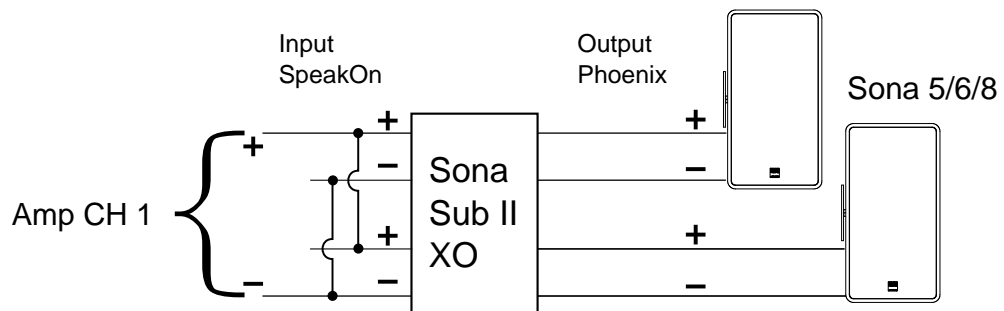 Input
SpeakOn
Output
Phoenix
Sona 5/6/8
Amp CH 1
+
−
+
−
+
−
Sona
Sub II
XO
+
−
+
−